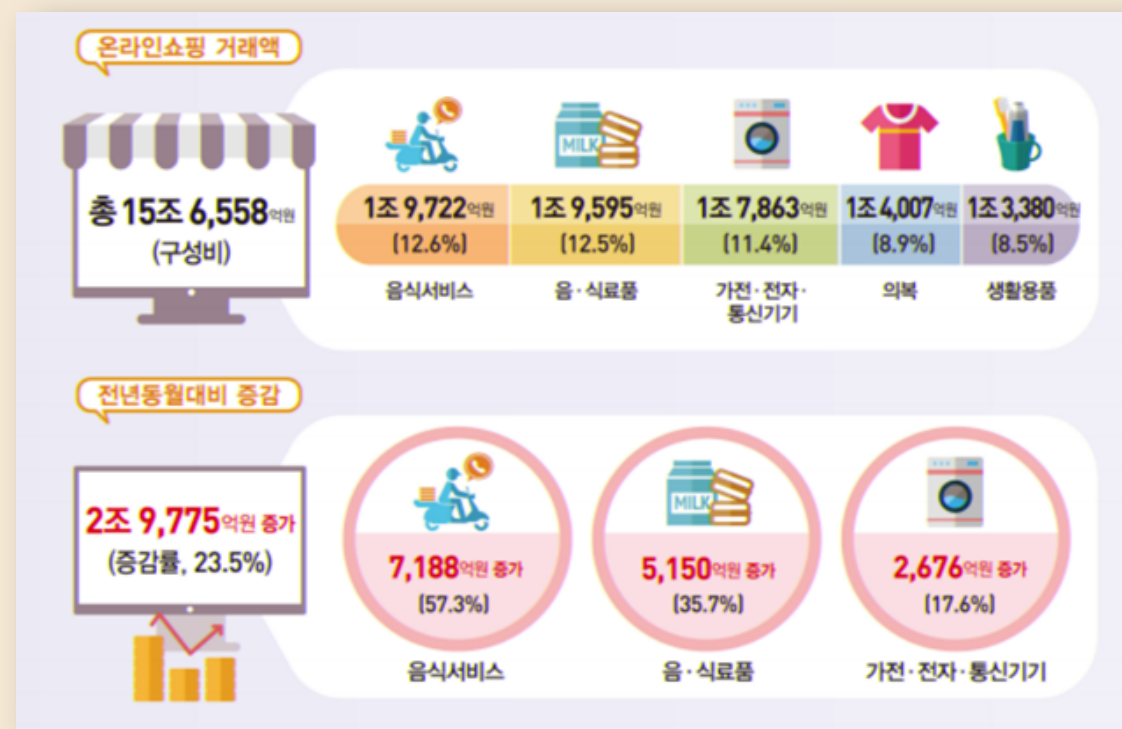 온라인쇼핑 거래액
MILK
총 15조 6,558억원
(구성비)
1조 9,722억원 1조 9,595억원 1조 7,863억원 1조 4,007억원 1조 3,380억원
(12.6%) (12.5%) (11.4%) (8.9%) (8.5%)
음식서비스 음·식료품 가전·전자· 의복 생활용품
통신기기
전년동월대비 증감
MILK
2조 9,775억원 증가
(증감률, 23.5%)
7,188억원 증가 5,150억원 증가 2,676억원 증가
(57.3%) (35.7%) (17.6%)
음식서비스 음·식료품 가전·전자·통신기기